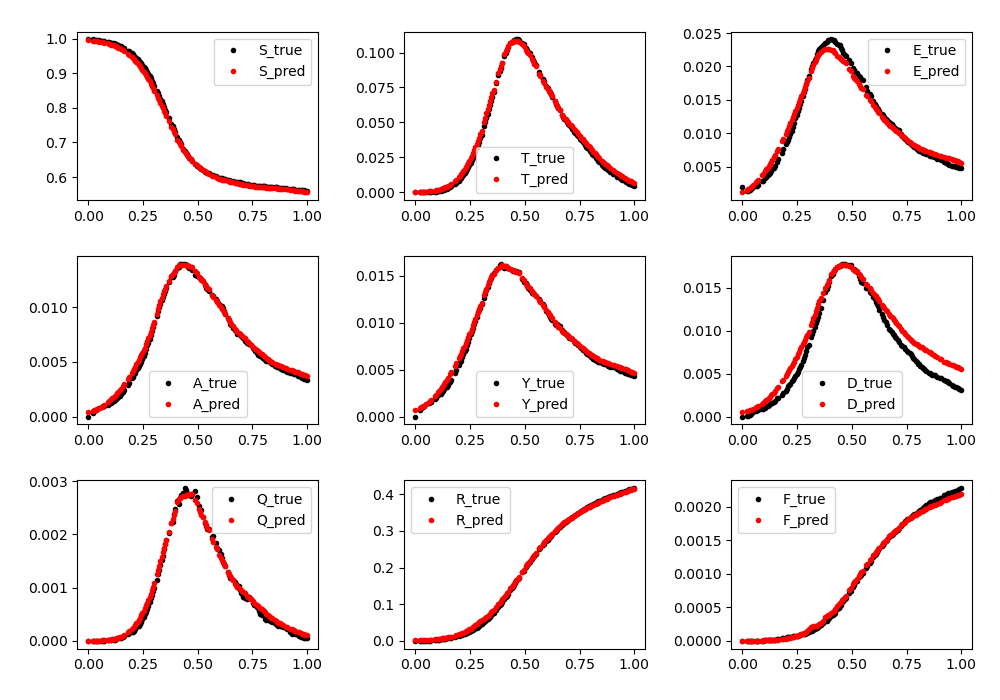 1.0
0.9
0.8
0.7
0.6
S_true
S_pred
0.00 0.25 0.50 0.75 1.00
0.100
0.075
0.050
0.025
0.000
T_true
T_pred
0.00 0.25 0.50 0.75 1.00
0.025
0.020
0.015
0.010
0.005
E_true
E_pred
0.00 0.25 0.50 0.75 1.00
0.010
0.005
0.000
A_true
A_pred
0.00 0.25 0.50 0.75 1.00
0.015
0.010
0.005
0.000
Y_true
Y_pred
0.00 0.25 0.50 0.75 1.00
0.015
0.010
0.005
0.000
D_true
D_pred
0.00 0.25 0.50 0.75 1.00
0.003
0.002
0.001
0.000
Q_true
Q_pred
0.00 0.25 0.50 0.75 1.00
0.4
0.3
0.2
0.1
0.0
R_true
R_pred
0.00 0.25 0.50 0.75 1.00
0.0020
0.0015
0.0010
0.0005
0.0000
F_true
F_pred
0.00 0.25 0.50 0.75 1.00